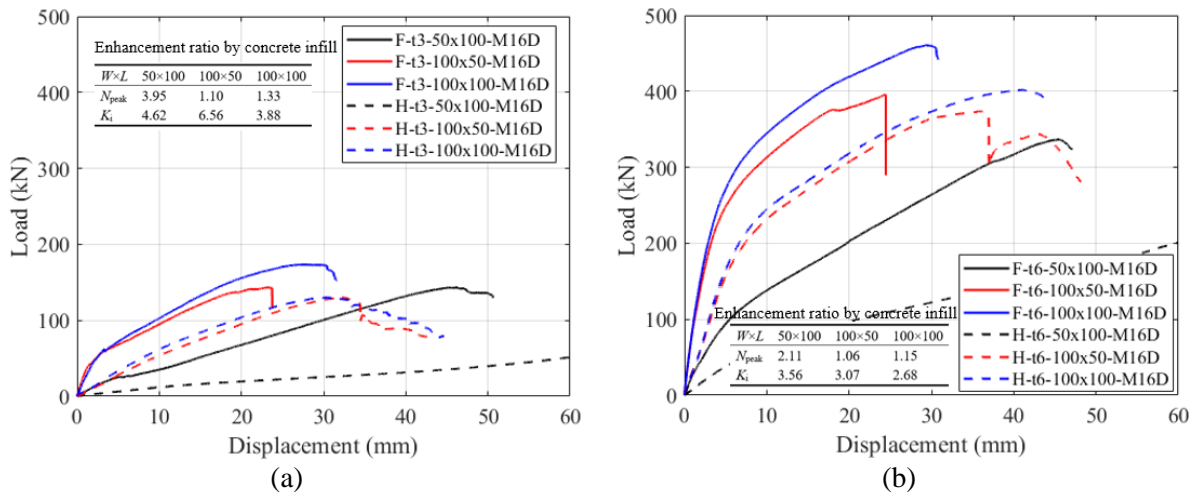 500
400
300
200
100
0
Load (kN)
Enhancement ratio by concrete infill
W×L 50×100 100×50 100×100
Npeak 3.95 1.10 1.33
Ki 4.62 6.56 3.88
F-t3-50x100-M16D
F-t3-100x50-M16D
F-t3-100x100-M16D
H-t3-50x100-M16D
H-t3-100x50-M16D
H-t3-100x100-M16D
0 10 20 30 40 50 60
Displacement (mm)
(a)
500
400
300
200
100
0
Load (kN)
F-t6-50x100-M16D
F-t6-100x50-M16D
F-t6-100x100-M16D
H-t6-50x100-M16D
H-t6-100x50-M16D
H-t6-100x100-M16D
Enhancement ratio by concrete infill
W×L 50×100 100×50 100×100
Npeak 2.11 1.06 1.15
Ki 3.56 3.07 2.68
0 10 20 30 40 50 60
Displacement (mm)
(b)